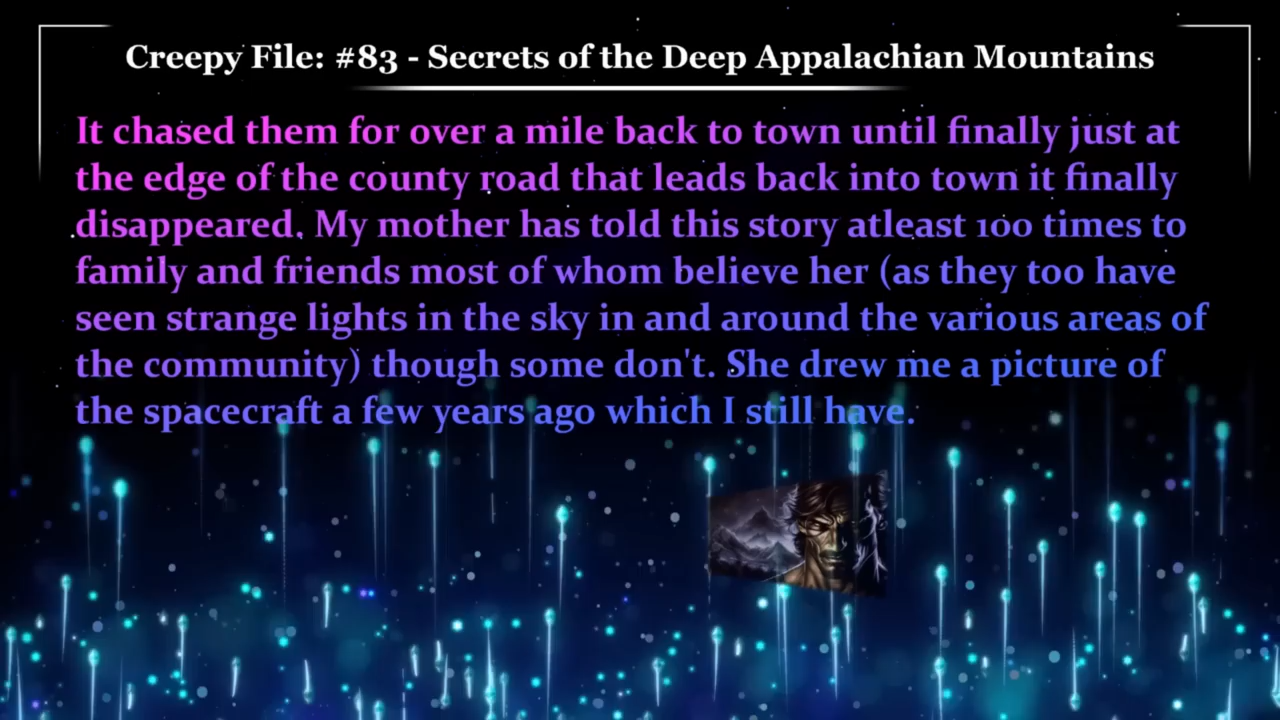 Creepy File: #83 - Secrets of the Deep Appalachian Mountains
It chased them for over a mile back to town until finally just at
the edge of the county road that leads back into town it finally
disappeared. My mother has told this story atleast 100 times to
family and friends most of whom believe her (as they too have
seen strange lights in the sky in and around the various areas of
the community) though some don't. She drew me a picture of
the spacecraft a few years ago which I still have.